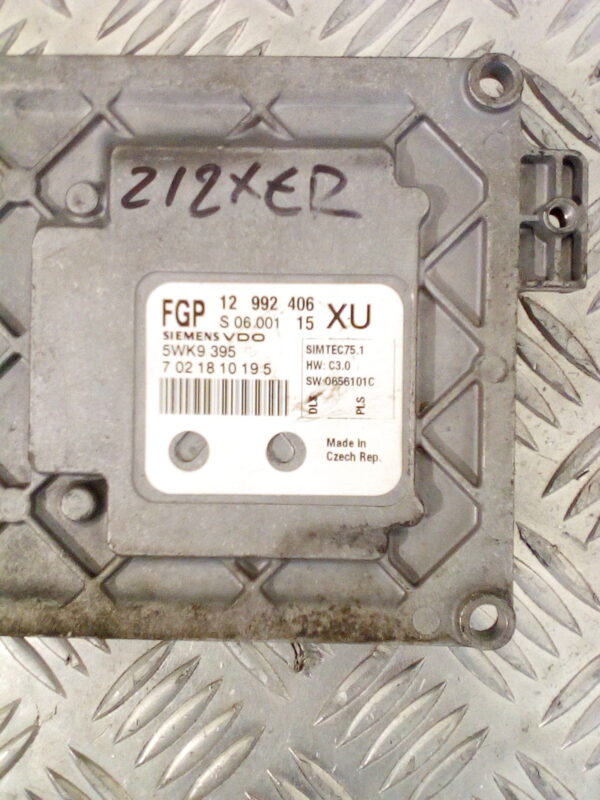 Z12XER
FGP 12 992 406 XU
S 06.001 15
SIEMENS VDO
5WK9 395
7 02 18 10 19 5
SIMTEC75.1
HW: C3.0
SW:0656101C
DLX PLS
Made in
Czech Rep.